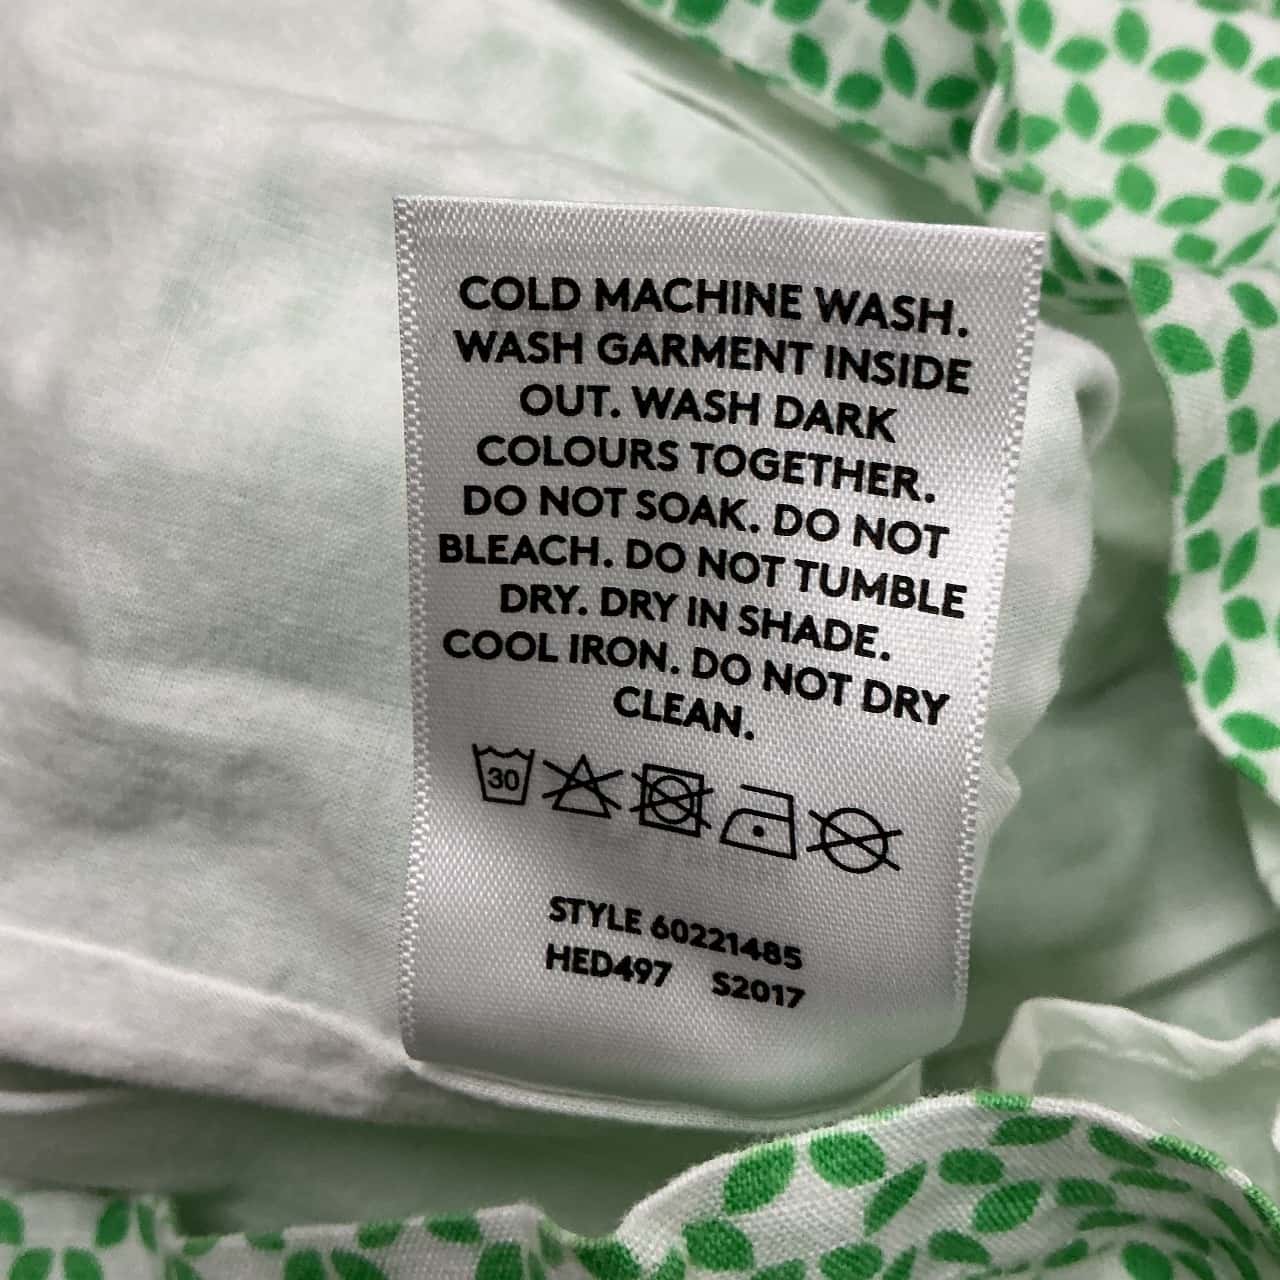 COLD MACHINE WASH.
WASH GARMENT INSIDE
OUT. WASH DARK
COLOURS TOGETHER.
DO NOT SOAK. DO NOT
BLEACH. DO NOT TUMBLE
DRY. DRY IN SHADE.
COOL IRON. DO NOT DRY
CLEAN.
30
STYLE 60221485
HED497 S2017